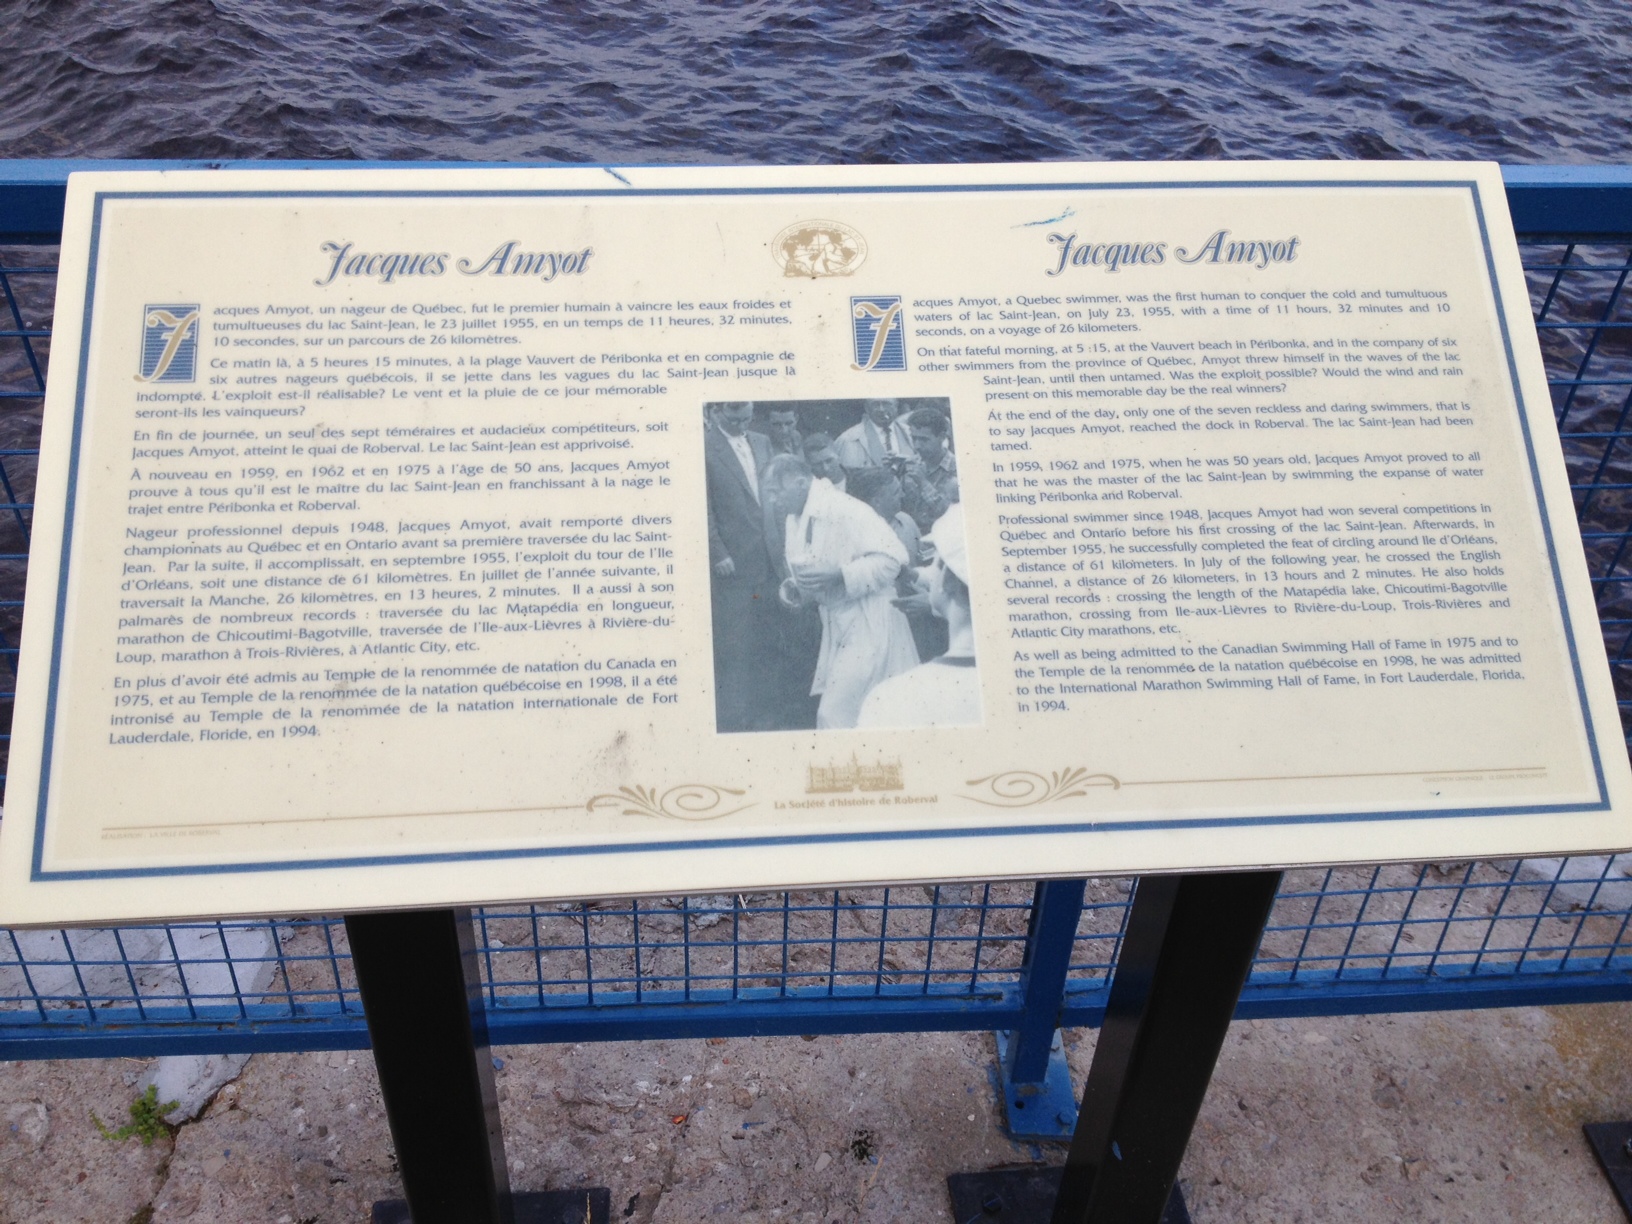 Jacques Amyot
Jacques Amyot, un nageur de Québec, fut le premier humain à vaincre les eaux froides et
tumultueuses du lac Saint-Jean, le 23 juillet 1955, en un temps de 11 heures, 32 minutes,
10 secondes, sur un parcours de 26 kilomètres.
Ce matin là, à 5 heures 15 minutes, à la plage Vauvert de Péribonka et en compagnie de
six autres nageurs québécois, il se jette dans les vagues du lac Saint-Jean jusque là
indompté. L'exploit est-il réalisable? Le vent et la pluie de ce jour mémorable
seront-ils les vainqueurs?
En fin de journée, un seul des sept téméraires et audacieux compétiteurs, soit
Jacques Amyot, atteint le quai de Roberval. Le lac Saint-Jean est apprivoisé.
À nouveau en 1959, en 1962 et en 1975 à l'âge de 50 ans, Jacques Amyot
prouve à tous qu'il est le maître du lac Saint-Jean en franchissant à la nage le
trajet entre Péribonka et Roberval.
Nageur professionnel depuis 1948, Jacques Amyot, avait remporté divers
championnats au Québec et en Ontario avant sa première traversée du lac Saint-
Jean. Par la suite, il accomplissait, en septembre 1955, l'exploit du tour de l'Ile
d'Orléans, soit une distance de 61 kilomètres. En juillet de l'année suivante, il
traversait la Manche, 26 kilomètres, en 13 heures, 2 minutes. Il a aussi à son
palmarès de nombreux records : traversée du lac Matapédia en longueur,
marathon de Chicoutimi-Bagotville, traversée de l'Ile-aux-Lièvres à Rivière-du-
Loup, marathon à Trois-Rivières, à Atlantic City, etc.
En plus d'avoir été admis au Temple de la renommée de natation du Canada en
1975, et au Temple de la renommée de la natation québécoise en 1998, il a été
intronisé au Temple de la renommée de la natation internationale de Fort
Lauderdale, Floride, en 1994.
Jacques Amyot
Jacques Amyot, a Quebec swimmer, was the first human to conquer the cold and tumultuous
waters of lac Saint-Jean, on July 23, 1955, with a time of 11 hours, 32 minutes and 10
seconds, on a voyage of 26 kilometers.
On that fateful morning, at 5 :15, at the Vauvert beach in Péribonka, and in the company of six
other swimmers from the province of Québec, Amyot threw himself in the waves of the lac
Saint-Jean, until then untamed. Was the exploit possible? Would the wind and rain
present on this memorable day be the real winners?
At the end of the day, only one of the seven reckless and daring swimmers, that is
to say Jacques Amyot, reached the dock in Roberval. The lac Saint-Jean had been
tamed.
In 1959, 1962 and 1975, when he was 50 years old, Jacques Amyot proved to all
that he was the master of the lac Saint-Jean by swimming the expanse of water
linking Péribonka and Roberval.
Professional swimmer since 1948, Jacques Amyot had won several competitions in
Québec and Ontario before his first crossing of the lac Saint-Jean. Afterwards, in
September 1955, he successfully completed the feat of circling around Ile d'Orléans,
a distance of 61 kilometers. In July of the following year, he crossed the English
Channel, a distance of 26 kilometers, in 13 hours and 2 minutes. He also holds
several records : crossing the length of the Matapédia lake, Chicoutimi-Bagotville
marathon, crossing from Ile-aux-Lièvres to Rivière-du-Loup, Trois-Rivières and
Atlantic City marathons, etc.
As well as being admitted to the Canadian Swimming Hall of Fame in 1975 and to
the Temple de la renommée de la natation québécoise en 1998, he was admitted
to the International Marathon Swimming Hall of Fame, in Fort Lauderdale, Florida,
in 1994.
La Société d'histoire de Roberval
RÉALISATION : LA VILLE DE ROBERVAL